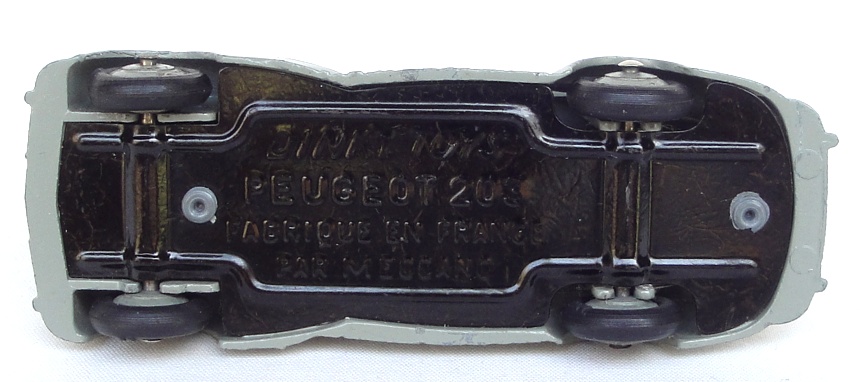 DINKY TOYS
PEUGEOT 203
FABRIQUE EN FRANCE
PAR MECCANO